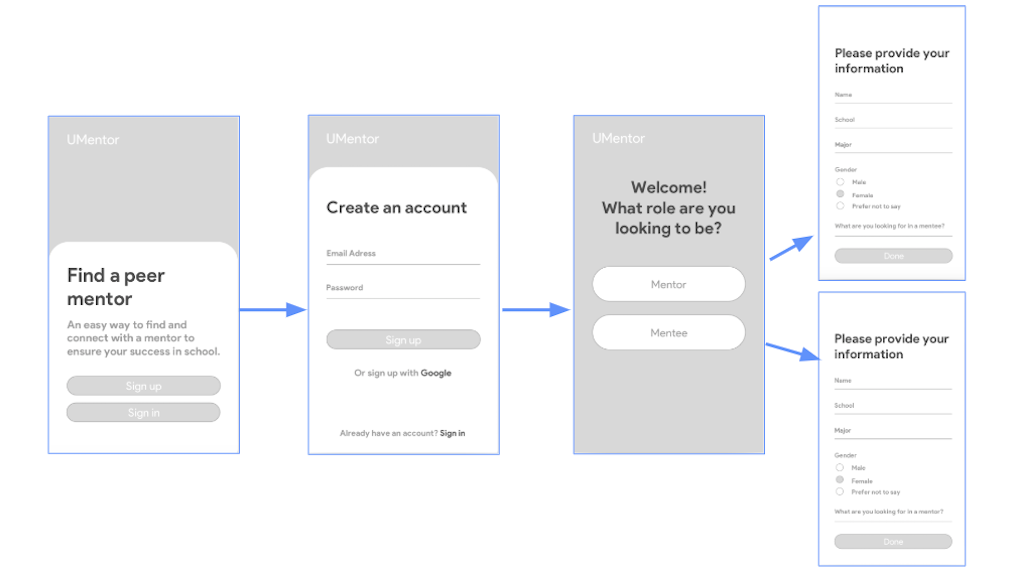 UMentor
Find a peer
mentor
An easy way to find and
connect with a mentor to
ensure your success in school.
Sign up
Sign in
UMentor
Create an account
Email Adress
Password
Sign up
Or sign up with Google
Already have an account? Sign in
UMentor
Welcome!
What role are you
looking to be?
Mentor
Mentee
Please provide your
information
Name
School
Major
Gender
Male
Female
Prefer not to say
What are you looking for in a mentee?
Done
Please provide your
information
Name
School
Major
Gender
Male
Female
Prefer not to say
What are you looking for in a mentor?
Done